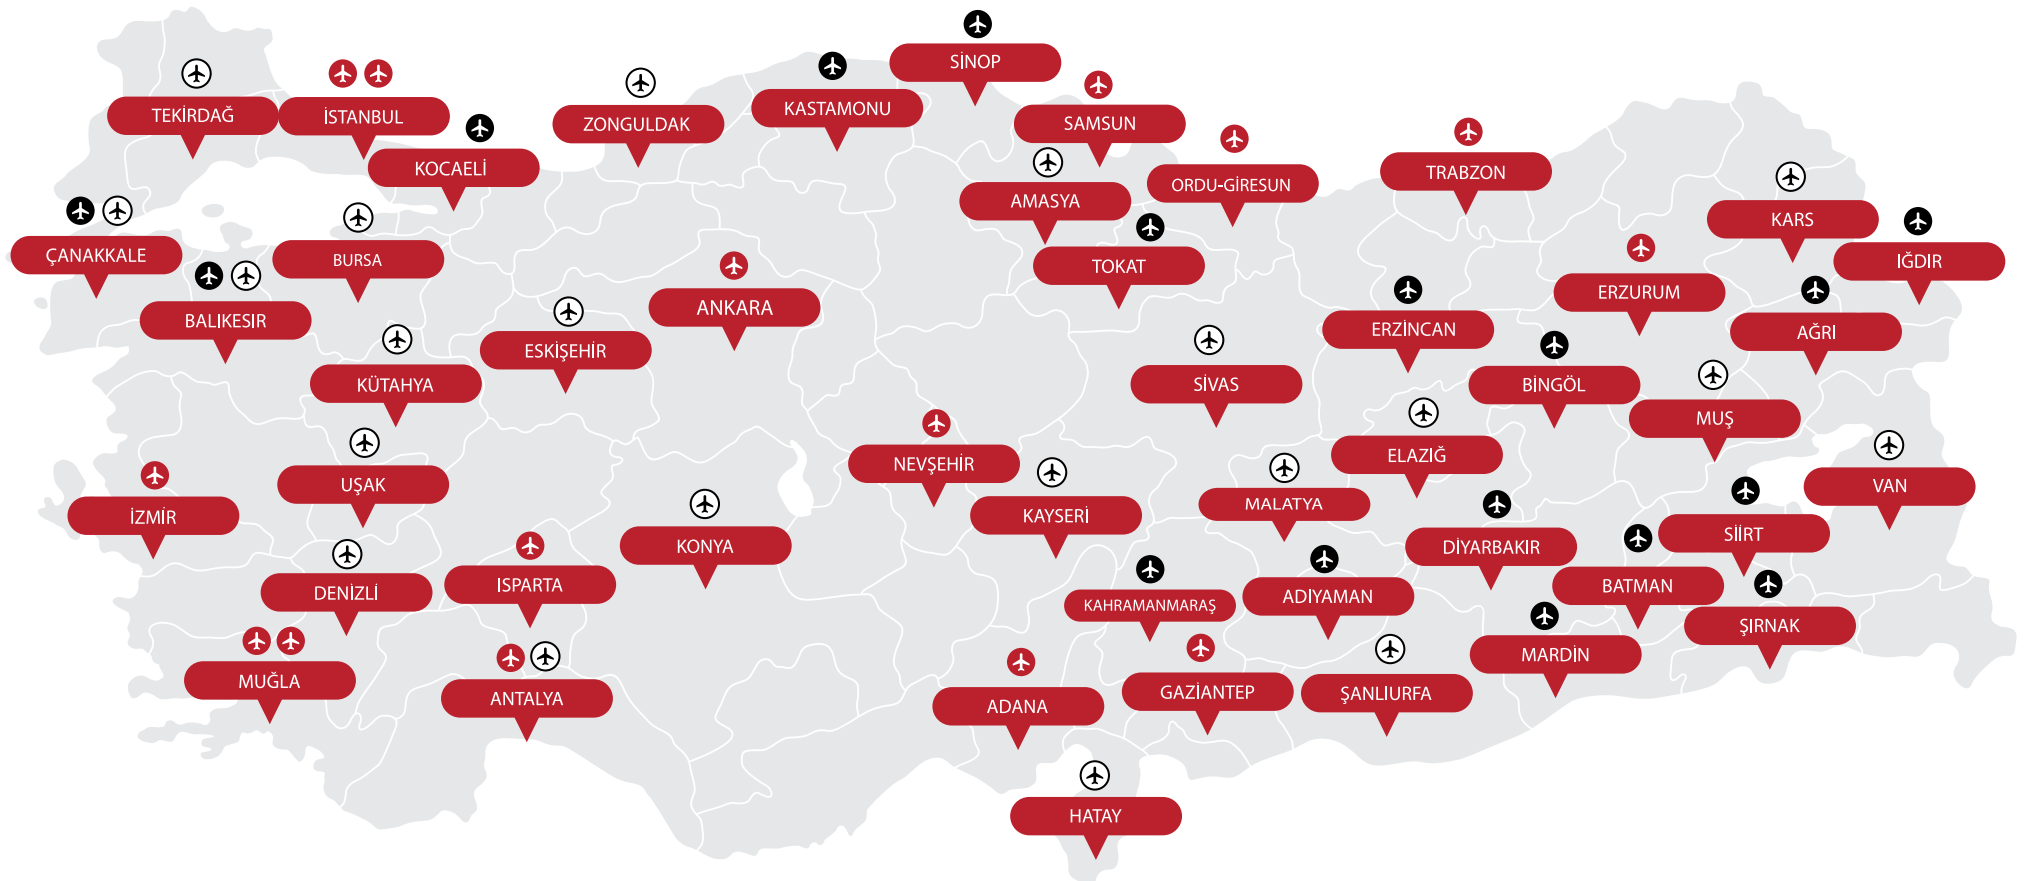 SİNOP
TEKİRDAĞ
İSTANBUL
KASTAMONU
ZONGULDAK
SAMSUN
KOCAELİ
TRABZON
ORDU-GİRESUN
AMASYA
KARS
ÇANAKKALE
BURSA
TOKAT
IĞDIR
ERZURUM
ANKARA
BALIKESIR
ERZİNCAN
AĞRI
ESKİŞEHİR
KÜTAHYA
SİVAS
BİNGÖL
MUŞ
ELAZIĞ
NEVŞEHİR
UŞAK
VAN
MALATYA
İZMİR
KAYSERİ
SİİRT
KONYA
DİYARBAKIR
ISPARTA
BATMAN
DENİZLİ
ADIYAMAN
KAHRAMANMARAŞ
ŞIRNAK
MARDİN
MUĞLA
GAZİANTEP
ŞANLIURFA
ANTALYA
ADANA
HATAY